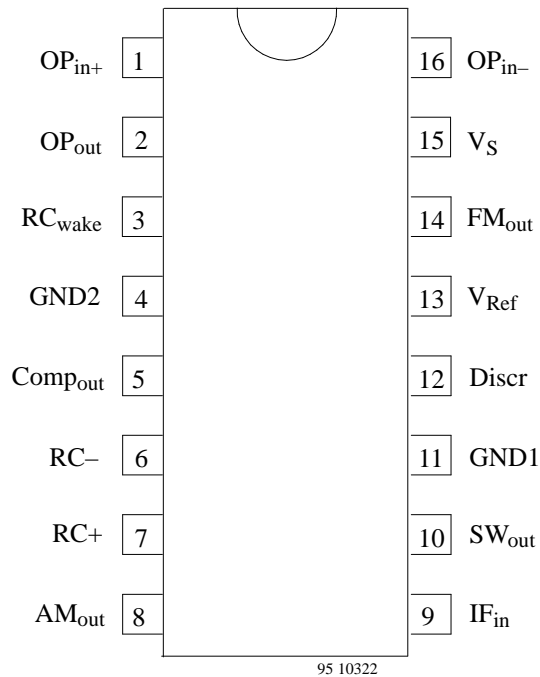 OPin+ 1 16 OPin–
OPout 2 15 VS
RCwake 3 14 FMout
GND2 4 13 VRef
Compout 5 12 Discr
RC– 6 11 GND1
RC+ 7 10 SWout
AMout 8 9 IFin
95 10322